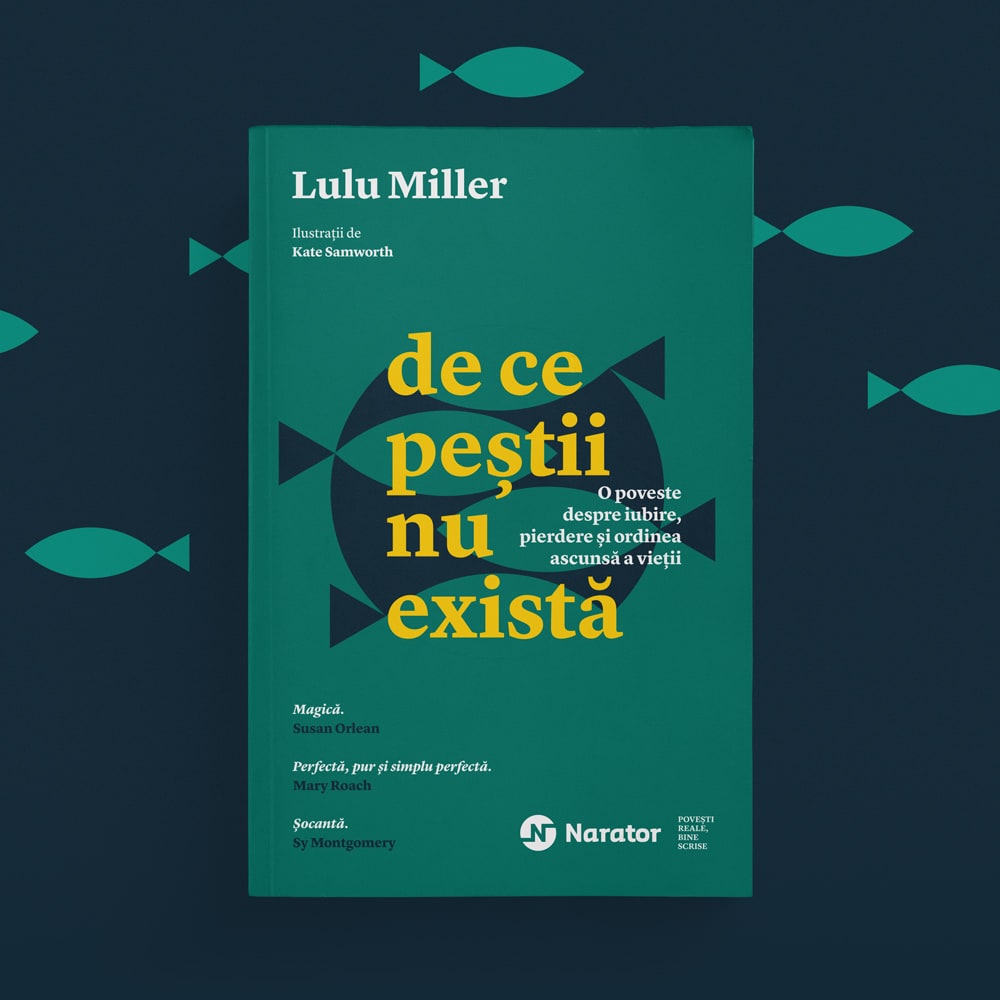 Lulu Miller
Ilustrații de
Kate Samworth
de ce
peștii
nu
există
O poveste
despre iubire,
pierdere și ordinea
ascunsă a vieții
Magică.
Susan Orlean
Perfectă, pur și simplu perfectă.
Mary Roach
Șocantă.
Sy Montgomery
N Narator
POVEȘTI
REALE,
BINE
SCRISE